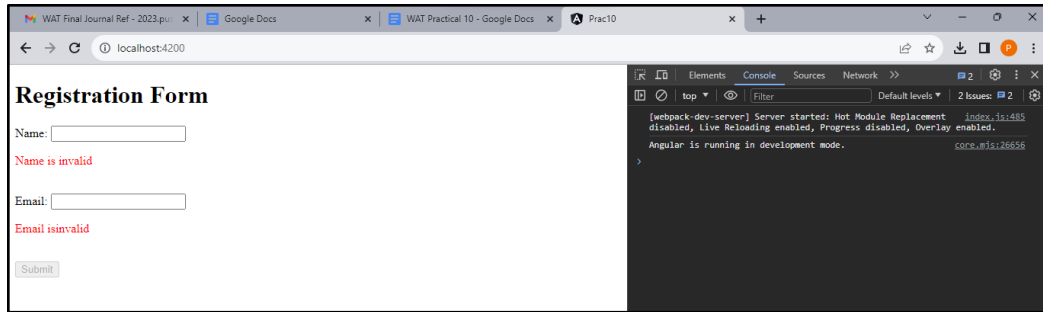 WAT Final Journal Ref - 2023.pu
Google Docs
WAT Practical 10 - Google Docs
Prac10
localhost:4200
P
Registration Form
Name:
Name is invalid
Email:
Email isinvalid
Submit
Elements Console Sources Network 2
top Filter Default levels 2 Issues: 2
[webpack-dev-server] Server started: Hot Module Replacement index.js:485
disabled, Live Reloading enabled, Progress disabled, Overlay enabled.
Angular is running in development mode. core.mjs:26656